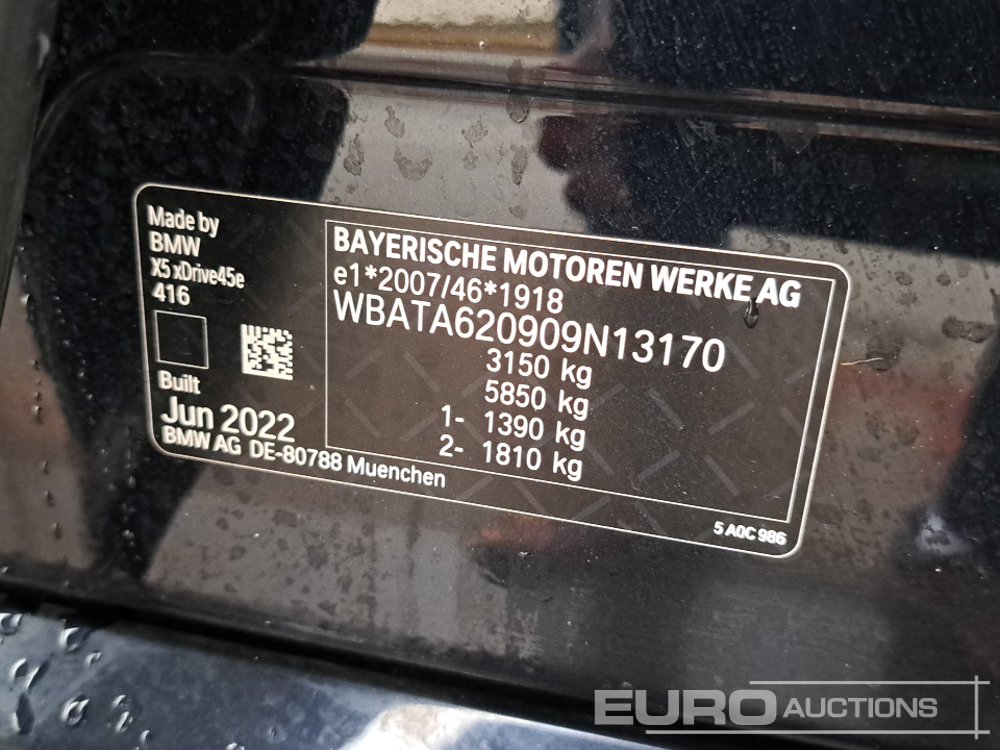 Made by
BMW
X5 xDrive45e
416
Built
Jun 2022
BMW AG DE-80788 Muenchen
BAYERISCHE MOTOREN WERKE AG
e1*2007/46*1918
WBATA620909N13170
3150 kg
5850 kg
1- 1390 kg
2- 1810 kg
5 A0C 986
EURO AUCTIONS